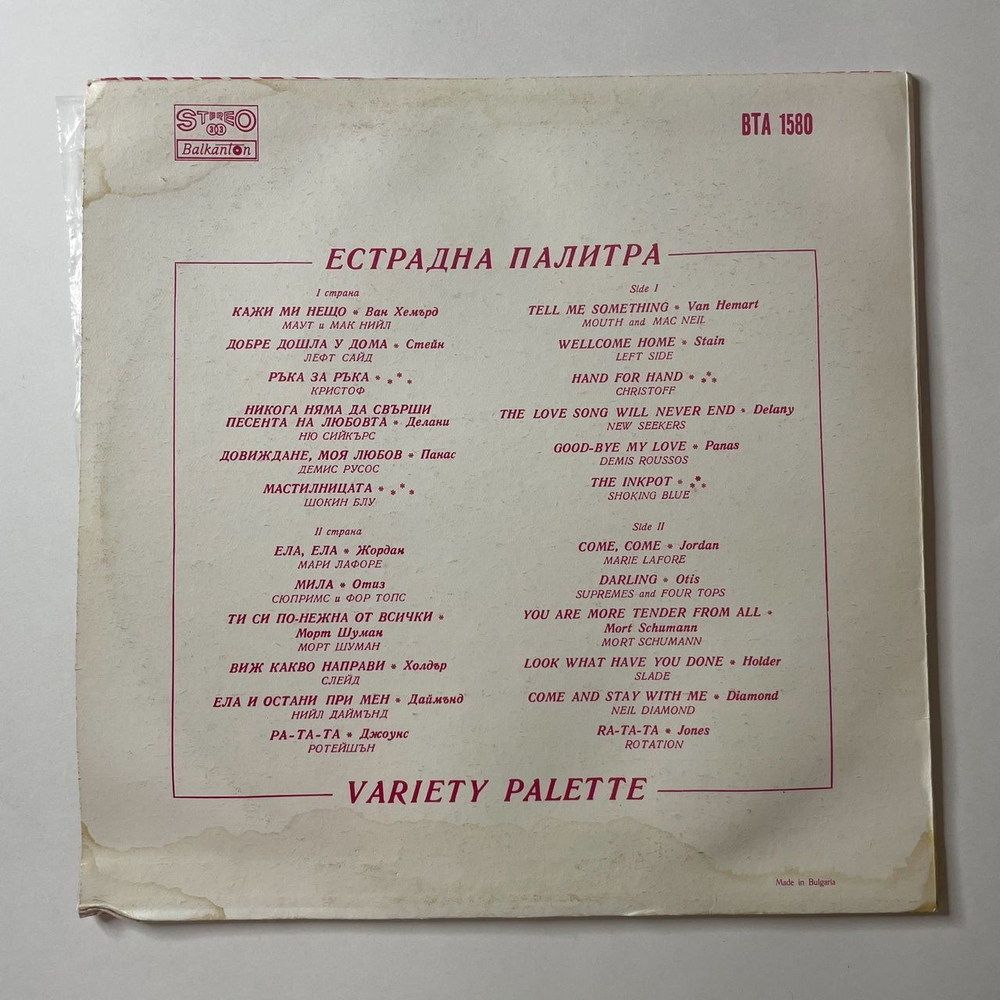 STEREO
33
Balkanton
BTA 1580
ЕСТРАДНА ПАЛИТРА
I страна
КАЖИ МИ НЕЩО * Ван Хемърд
МАУТ и МАК НИЙЛ
ДОБРЕ ДОШЛА У ДОМА * Стейн
ЛЕФТ САЙД
РЪКА ЗА РЪКА * ***
КРИСТОФ
НИКОГА НЯМА ДА СВЪРШИ
ПЕСЕНТА НА ЛЮБОВТА * Делани
НЮ СИЙКЪРС
ДОВИЖДАНЕ, МОЯ ЛЮБОВ * Панас
ДЕМИС РУСОС
МАСТИЛНИЦАТА * ***
ШОКИН БЛУ
II страна
ЕЛА, ЕЛА * Жордан
МАРИ ЛАФОРЕ
МИЛА * Отиз
СЮПРИМС и ФОР ТОПС
ТИ СИ ПО-НЕЖНА ОТ ВСИЧКИ *
Морт Шуман
МОРТ ШУМАН
ВИЖ КАКВО НАПРАВИ * Холдър
СЛЕЙД
ЕЛА И ОСТАНИ ПРИ МЕН * Даймънд
НИЙЛ ДАЙМЪНД
РА-ТА-ТА * Джоунс
РОТЕЙШЪН
Side I
TELL ME SOMETHING * Van Hemart
MOUTH and MAC NEIL
WELLCOME HOME * Stain
LEFT SIDE
HAND FOR HAND * ***
CHRISTOFF
THE LOVE SONG WILL NEVER END * Delany
NEW SEEKERS
GOOD-BYE MY LOVE * Panas
DEMIS ROUSSOS
THE INKPOT * ***
SHOKING BLUE
Side II
COME, COME * Jordan
MARIE LAFORE
DARLING * Otis
SUPREMES and FOUR TOPS
YOU ARE MORE TENDER FROM ALL *
Mort Schumann
MORT SCHUMANN
LOOK WHAT HAVE YOU DONE * Holder
SLADE
COME AND STAY WITH ME * Diamond
NEIL DIAMOND
RA-TA-TA * Jones
ROTATION
VARIETY PALETTE
Made in Bulgaria